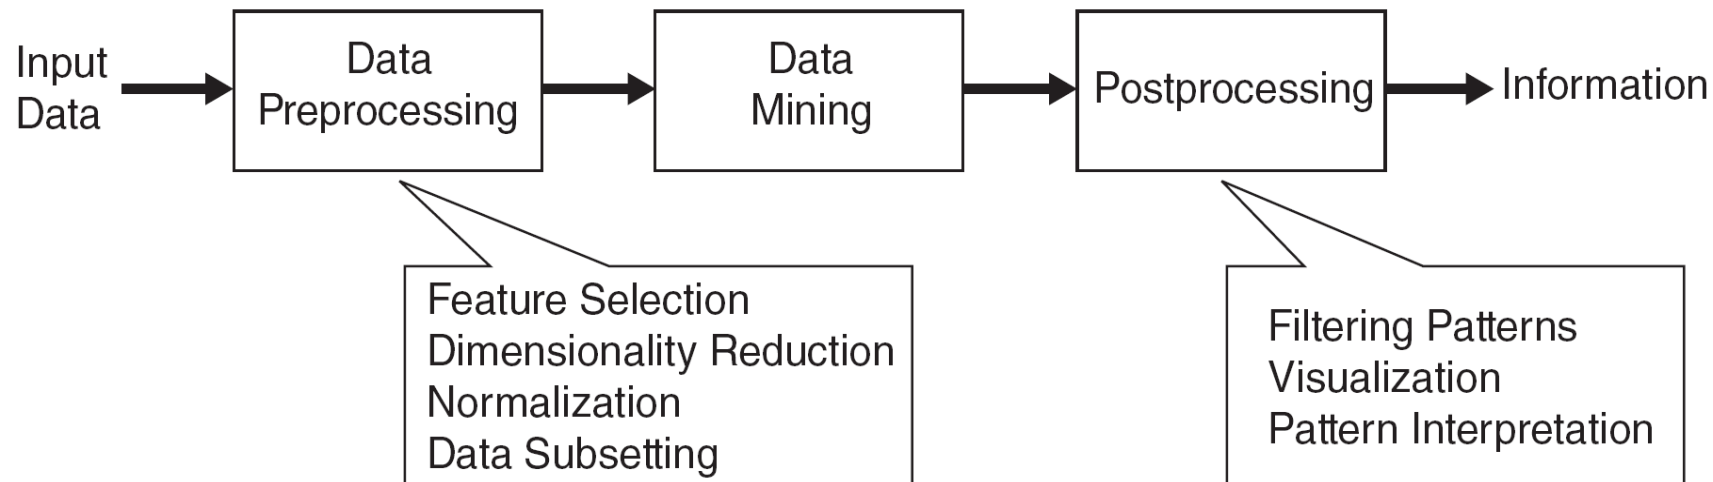 Input
Data
Data
Preprocessing
Data
Mining
Postprocessing
Information
Feature Selection
Dimensionality Reduction
Normalization
Data Subsetting
Filtering Patterns
Visualization
Pattern Interpretation